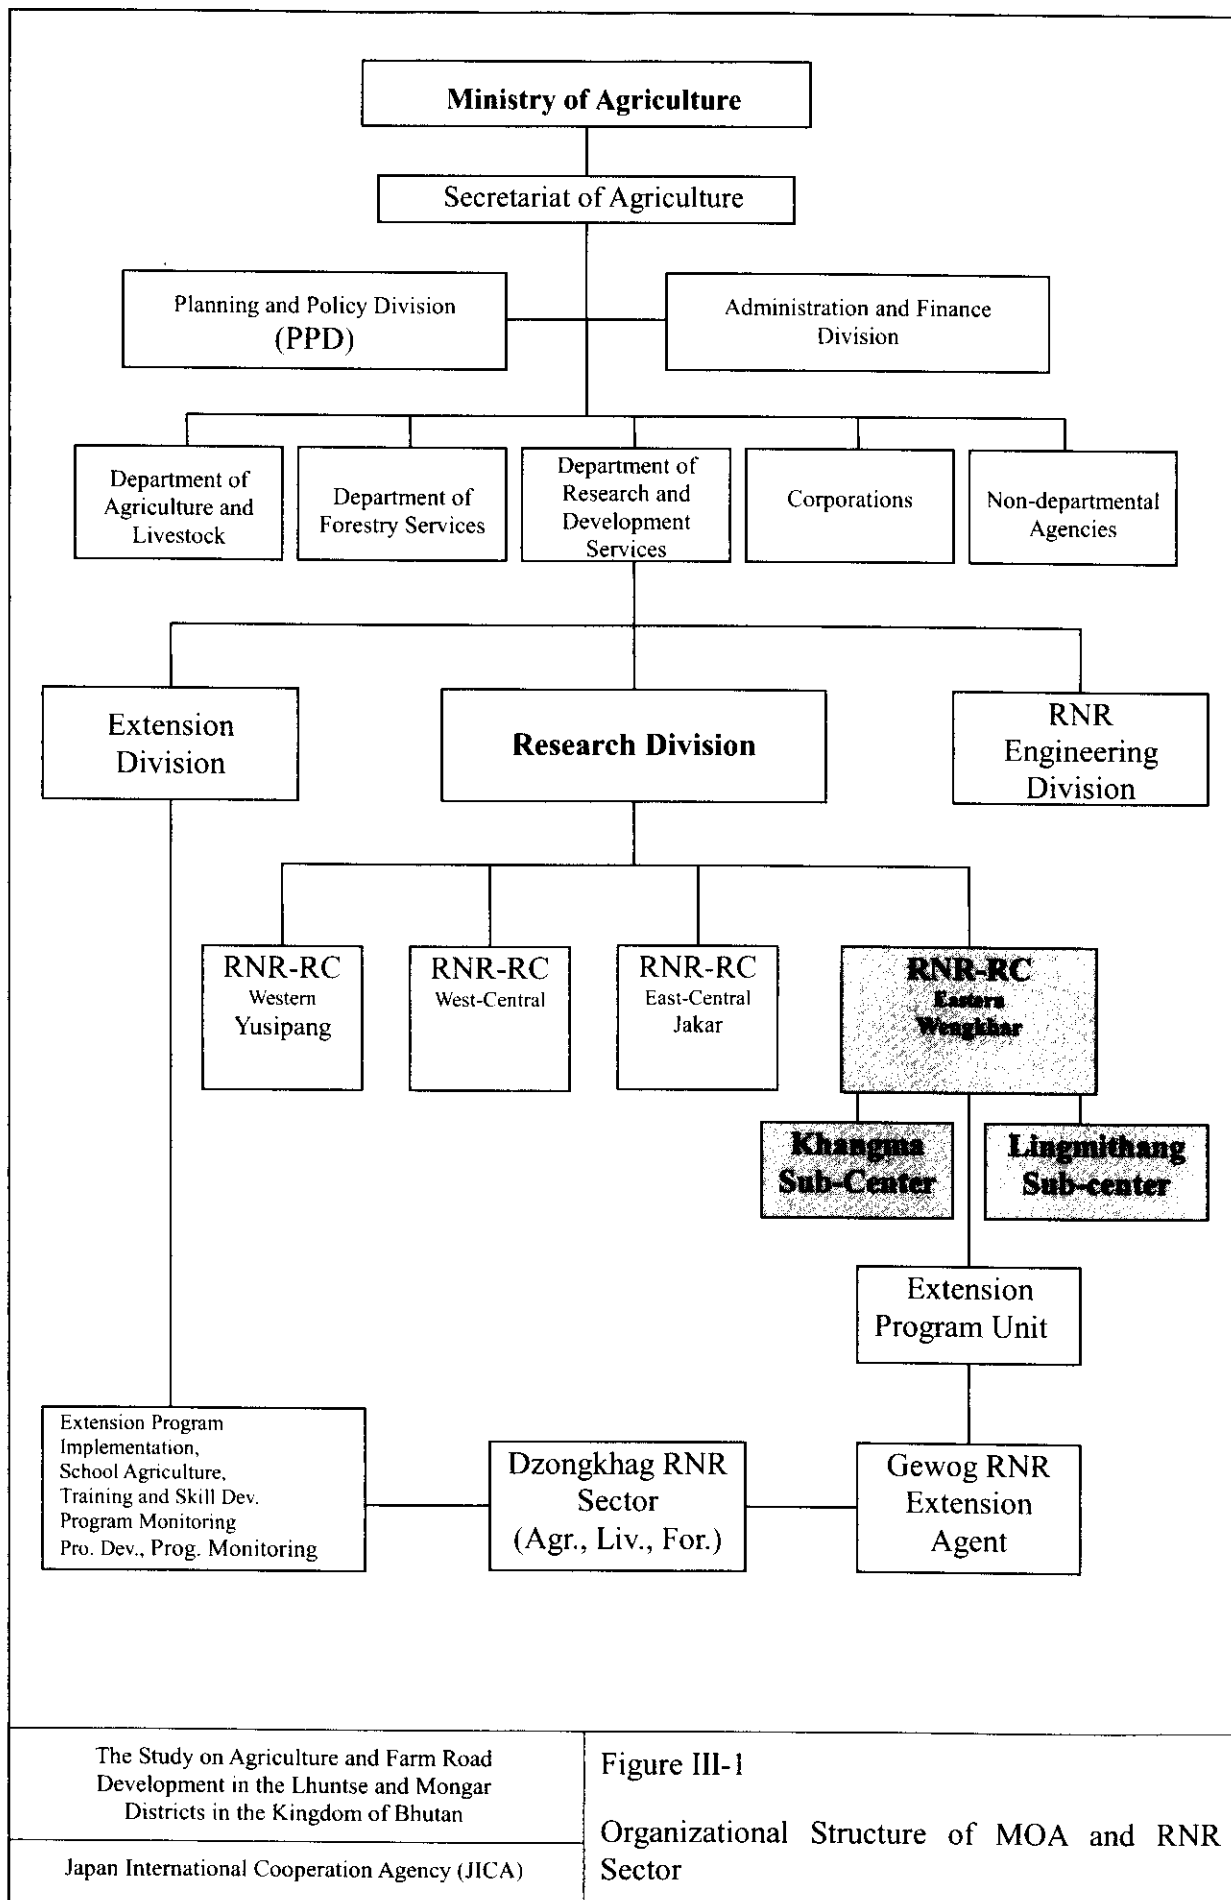 Ministry of Agriculture
Secretariat of Agriculture
Planning and Policy Division
(PPD)
Administration and Finance
Division
Department of
Agriculture and
Livestock
Department of
Forestry Services
Department of
Research and
Development
Services
Corporations
Non-departmental
Agencies
Extension
Division
Research Division
RNR
Engineering
Division
RNR-RC
Western
Yusipang
RNR-RC
West-Central
RNR-RC
East-Central
Jakar
RNR-RC
Eastern
Wengkhar
Khangma
Sub-Center
Lingmithang
Sub-center
Extension
Program Unit
Extension Program
Implementation,
School Agriculture,
Training and Skill Dev.
Program Monitoring
Pro. Dev., Prog. Monitoring
Dzongkhag RNR
Sector
(Agr., Liv., For.)
Gewog RNR
Extension
Agent
The Study on Agriculture and Farm Road
Development in the Lhuntse and Mongar
Districts in the Kingdom of Bhutan
Japan International Cooperation Agency (JICA)
Figure III-1
Organizational Structure of MOA and RNR
Sector